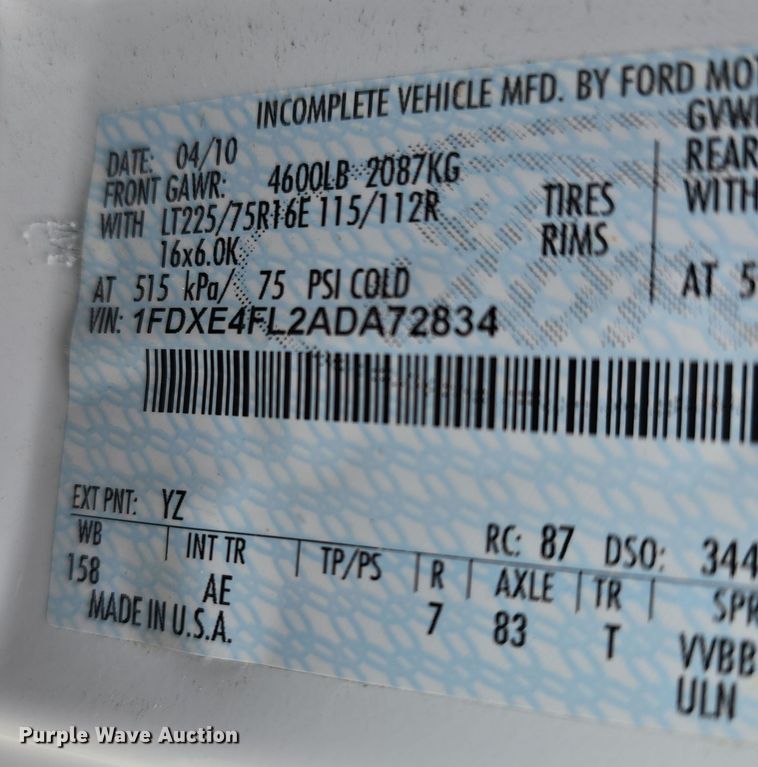 INCOMPLETE VEHICLE MFD. BY FORD
DATE: 04/10
FRONT GAWR: 4600LB 2087KG
WITH LT225/75R16E 115/112R TIRES
16x6.0K RIMS
AT 515 kPa/ 75 PSI COLD
REAR
WITH
AT 5
VIN: 1FDXE4FL2ADA72834
EXT PNT: YZ RC: 87 DSO: 344
WB INT TR TP/PS R AXLE TR
158 AE 7 83 T VVBB
MADE IN U.S.A. ULN
Purple Wave Auction